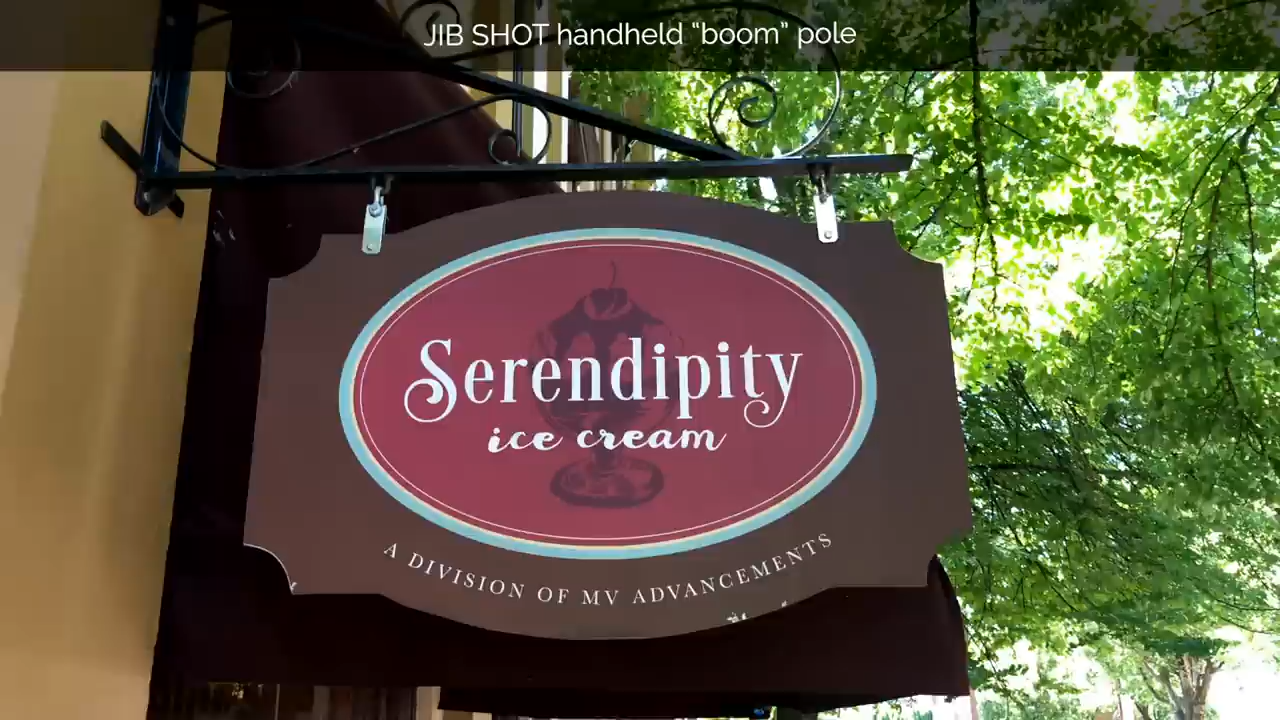 JIB SHOT handheld “boom” pole
Serendipity
ice cream
A DIVISION OF MV ADVANCEMENTS